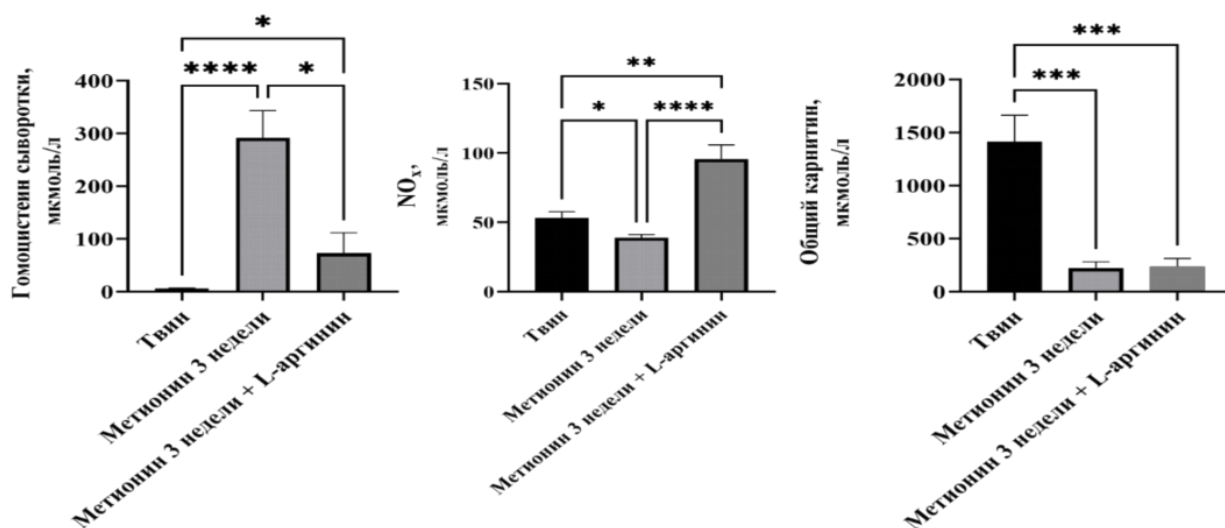 Гомоцистеин сыворотки,
мкмоль/л
400
300
200
100
0
*
****
*
Твин
Метионин 3 недели
Метионин 3 недели + L-аргинин
NOₓ,
мкмоль/л
150
100
50
0
**
*
****
Твин
Метионин 3 недели
Метионин 3 недели + L-аргинин
Общий карнитин,
мкмоль/л
2000
1500
1000
500
0
***
***
Твин
Метионин 3 недели
Метионин 3 недели + L-аргинин